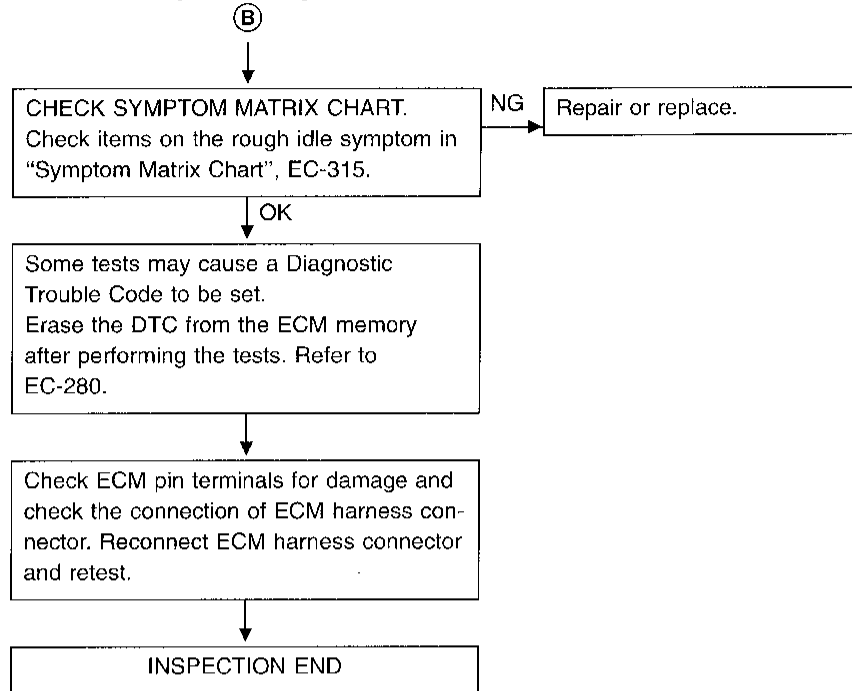 B
CHECK SYMPTOM MATRIX CHART.
Check items on the rough idle symptom in
“Symptom Matrix Chart”, EC-315.
NG
Repair or replace.
OK
Some tests may cause a Diagnostic
Trouble Code to be set.
Erase the DTC from the ECM memory
after performing the tests. Refer to
EC-280.
Check ECM pin terminals for damage and
check the connection of ECM harness con-
nector. Reconnect ECM harness connector
and retest.
INSPECTION END